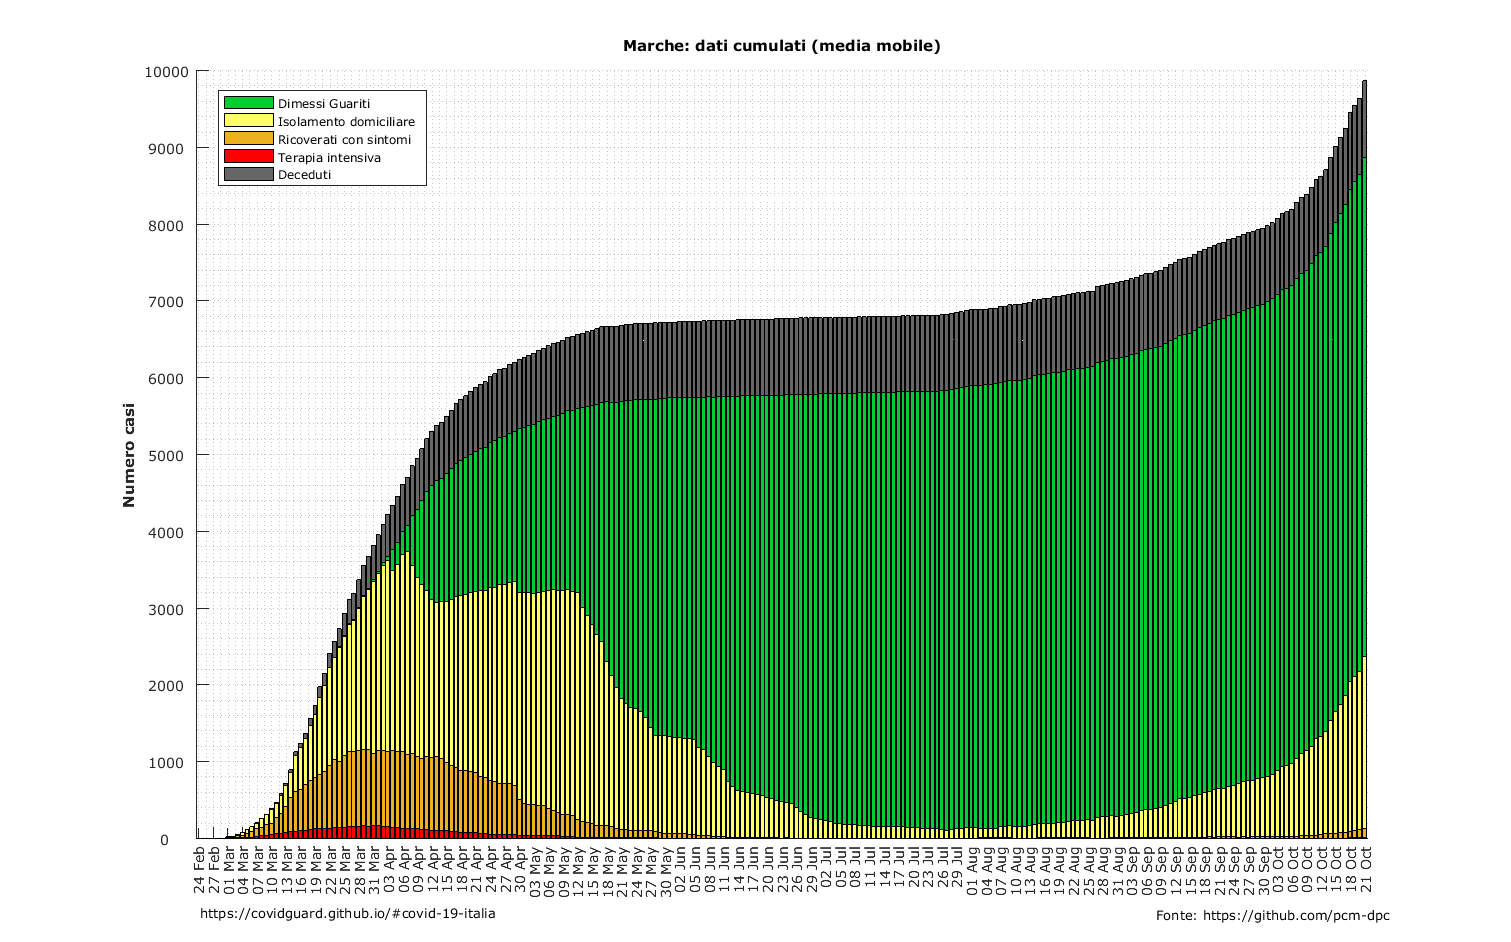 Marche: dati cumulati (media mobile)
Numero casi
10000
9000
8000
7000
6000
5000
4000
3000
2000
1000
0
Dimessi Guariti
Isolamento domiciliare
Ricoverati con sintomi
Terapia intensiva
Deceduti
24 Feb
27 Feb
01 Mar
04 Mar
07 Mar
10 Mar
13 Mar
16 Mar
19 Mar
22 Mar
25 Mar
28 Mar
31 Mar
03 Apr
06 Apr
09 Apr
12 Apr
15 Apr
18 Apr
21 Apr
24 Apr
27 Apr
30 Apr
03 May
06 May
09 May
12 May
15 May
18 May
21 May
24 May
27 May
30 May
02 Jun
05 Jun
08 Jun
11 Jun
14 Jun
17 Jun
20 Jun
23 Jun
26 Jun
29 Jun
02 Jul
05 Jul
08 Jul
11 Jul
14 Jul
17 Jul
20 Jul
23 Jul
26 Jul
29 Jul
01 Aug
04 Aug
07 Aug
10 Aug
13 Aug
16 Aug
19 Aug
22 Aug
25 Aug
28 Aug
31 Aug
03 Sep
06 Sep
09 Sep
12 Sep
15 Sep
18 Sep
21 Sep
24 Sep
27 Sep
30 Sep
03 Oct
06 Oct
09 Oct
12 Oct
15 Oct
18 Oct
21 Oct
https://covidguard.github.io/#covid-19-italia
Fonte: https://github.com/pcm-dpc